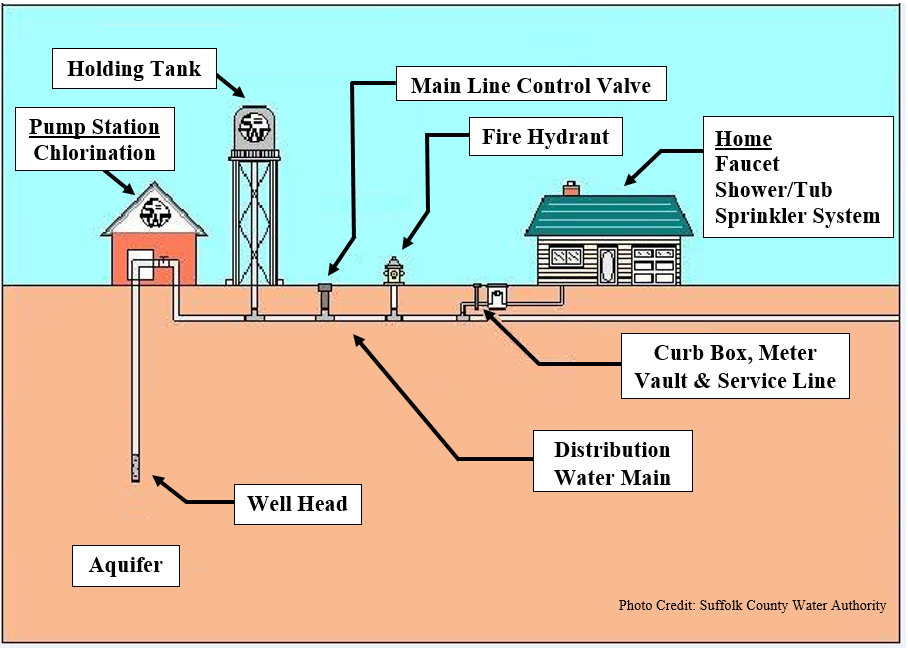 Holding Tank
Main Line Control Valve
Pump Station
Chlorination
Fire Hydrant
Home
Faucet
Shower/Tub
Sprinkler System
Curb Box, Meter
Vault & Service Line
Distribution
Water Main
Well Head
Aquifer
Photo Credit: Suffolk County Water Authority